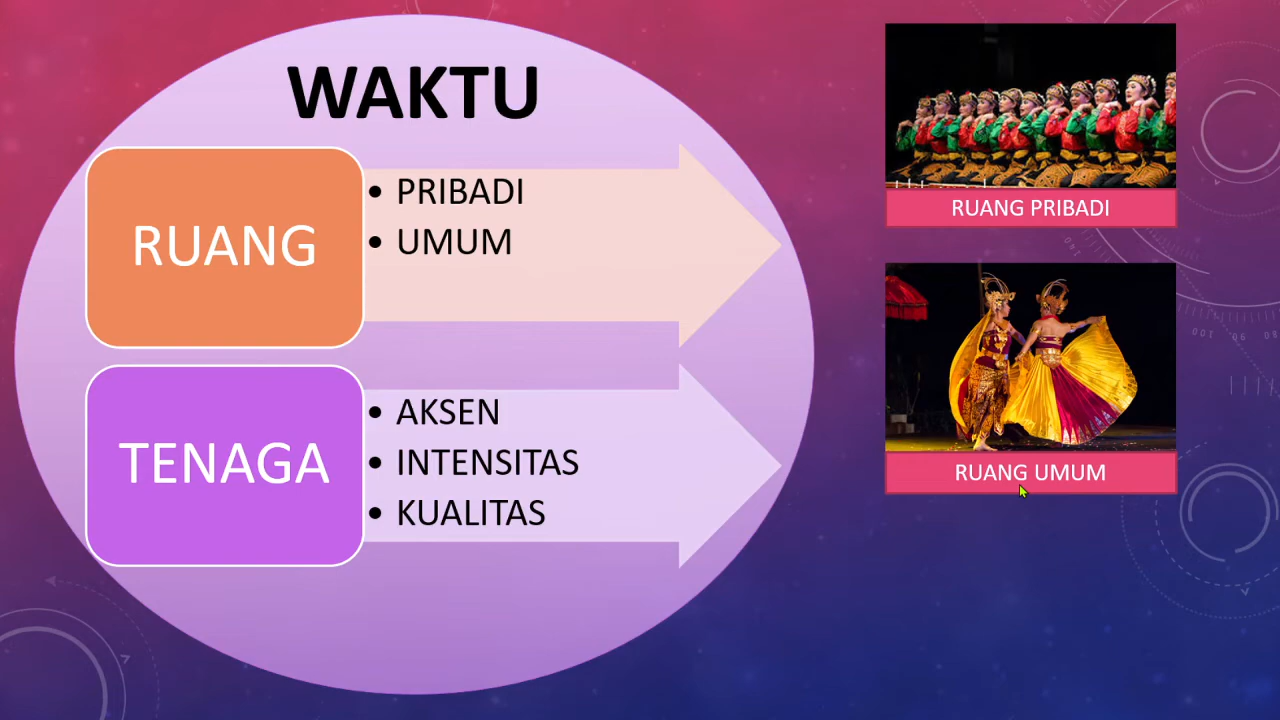 WAKTU
RUANG
• PRIBADI
• UMUM
TENAGA
• AKSEN
• INTENSITAS
• KUALITAS
RUANG PRIBADI
RUANG UMUM